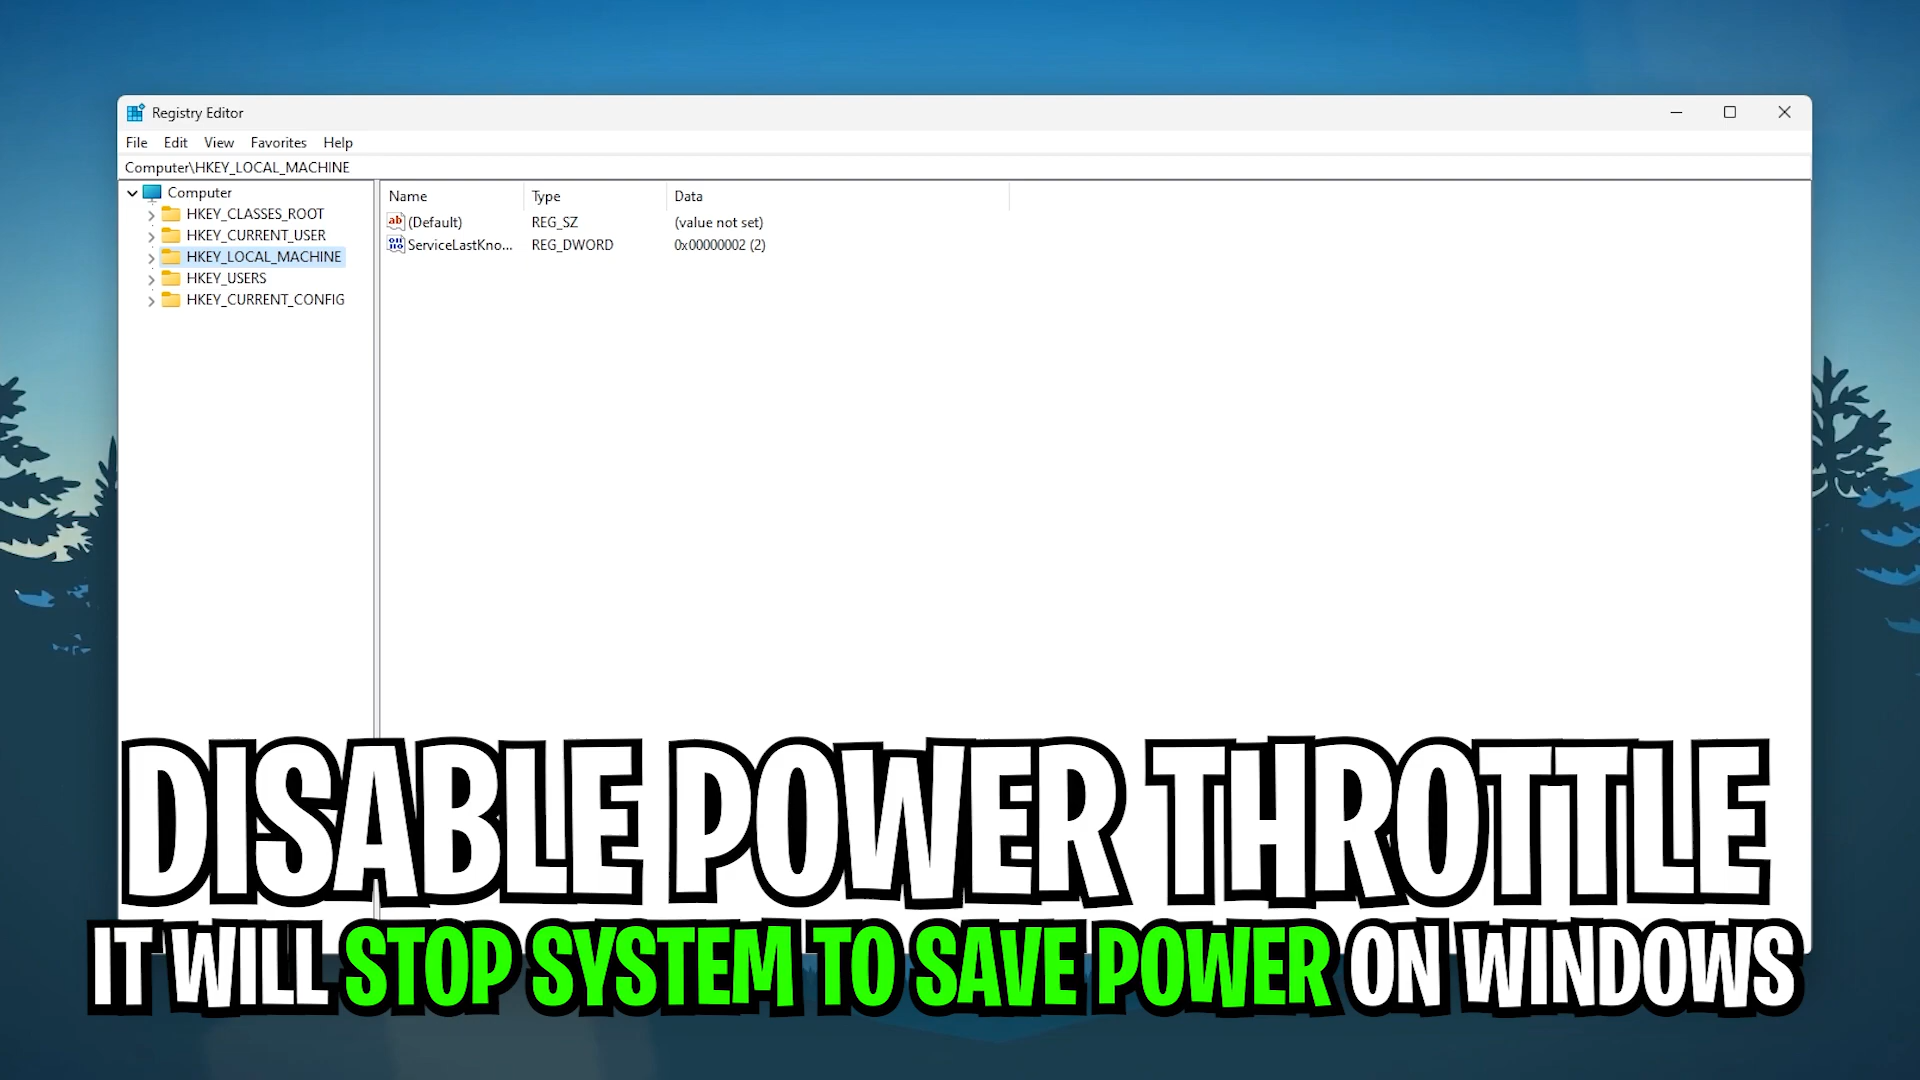 Registry Editor
File Edit View Favorites Help
Computer\HKEY_LOCAL_MACHINE
Computer
HKEY_CLASSES_ROOT
HKEY_CURRENT_USER
HKEY_LOCAL_MACHINE
HKEY_USERS
HKEY_CURRENT_CONFIG
Name Type Data
ab (Default) REG_SZ (value not set)
ServiceLastKno... REG_DWORD 0x00000002 (2)
DISABLE POWER THROTTLE
IT WILL STOP SYSTEM TO SAVE POWER ON WINDOWS